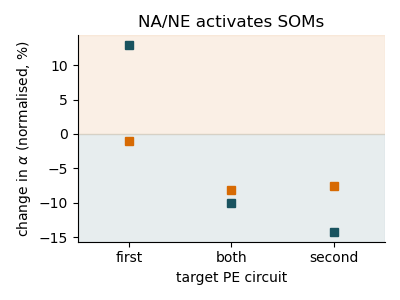 NA/NE activates SOMs
change in α (normalised, %)
10
5
0
−5
−10
−15
first both second
target PE circuit